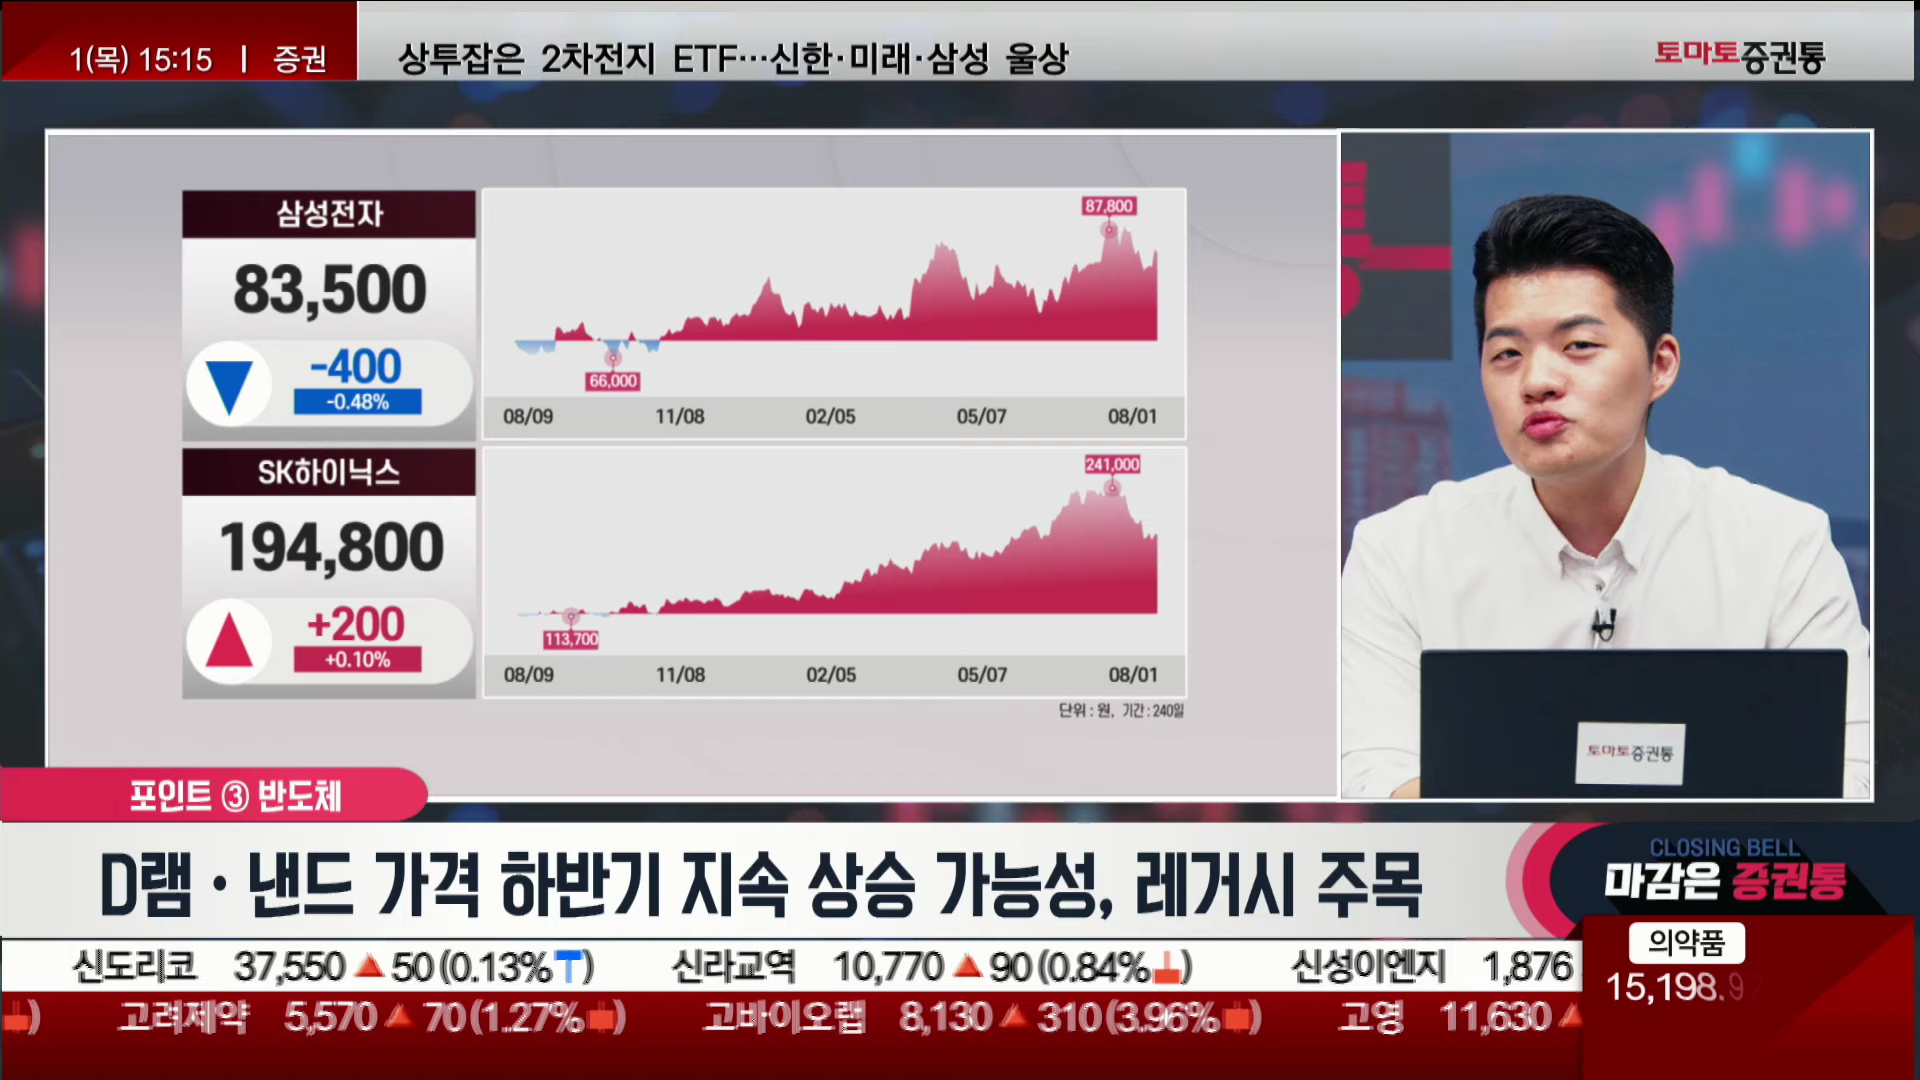 1(목) 15:15 | 증권
상투잡은 2차전지 ETF…신한·미래·삼성 울상
토마토증권통
삼성전자
83,500
-400
-0.48%
87,800
66,000
08/09 11/08 02/05 05/07 08/01
SK하이닉스
194,800
+200
+0.10%
241,000
113,700
08/09 11/08 02/05 05/07 08/01
단위 : 원, 기간 : 240일
토마토증권통
포인트 ③ 반도체
D램·낸드 가격 하반기 지속 상승 가능성, 레거시 주목
CLOSING BELL
마감은 증권통
신도리코 37,550 ▲ 50 (0.13%) 신라교역 10,770 ▲ 90 (0.84%) 신성이엔지 1,876
의약품
15,198.9
) 고려제약 5,570 ▲ 70 (1.27%) 고바이오랩 8,130 ▲ 310 (3.96%) 고영 11,630 ▲